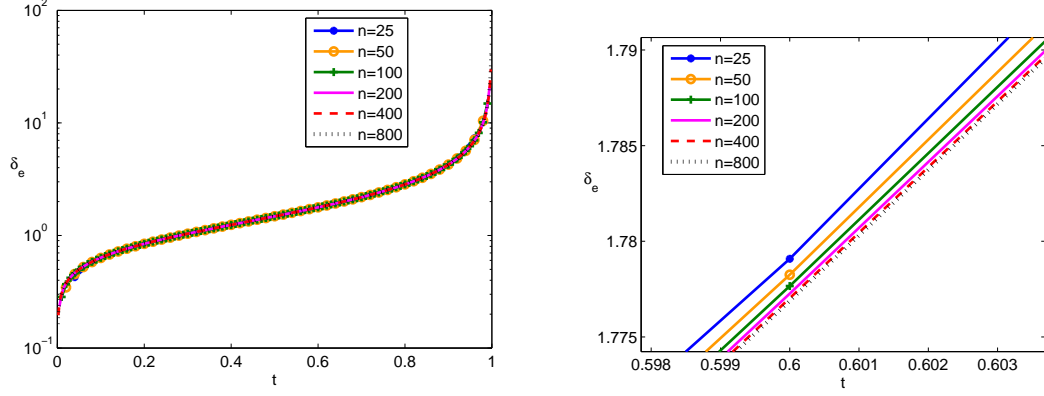 10^2
10^1
10^0
10^-1
δ_e
0
0.2
0.4
0.6
0.8
1
t
n=25
n=50
n=100
n=200
n=400
n=800
1.79
1.785
1.78
1.775
δ_e
0.598
0.599
0.6
0.601
0.602
0.603
t
n=25
n=50
n=100
n=200
n=400
n=800